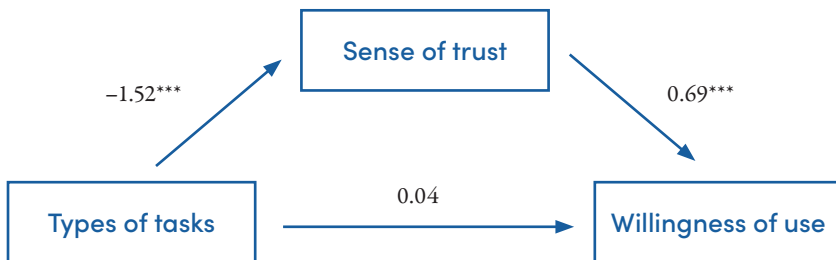 Sense of trust
–1.52***
0.69***
0.04
Types of tasks
Willingness of use